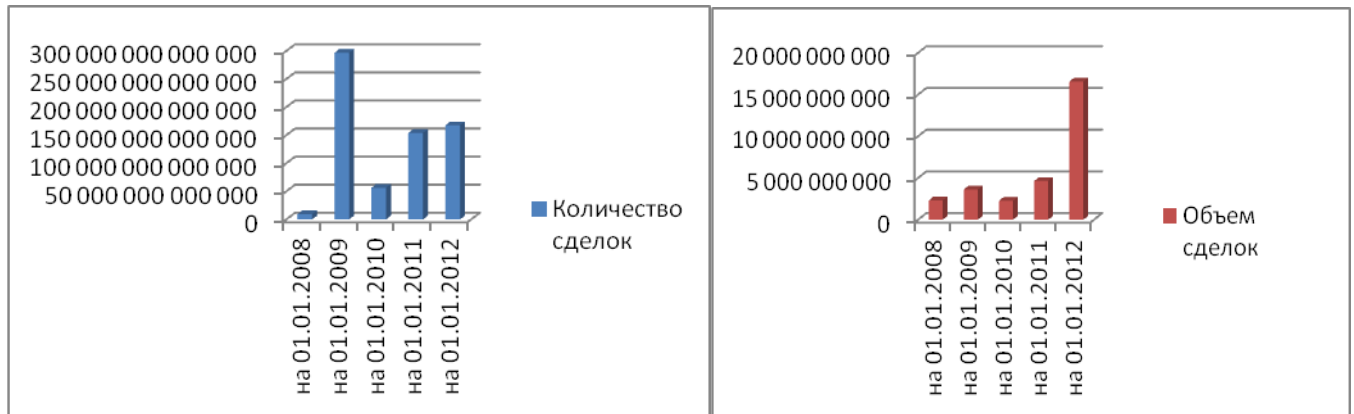 300 000 000 000 000
250 000 000 000 000
200 000 000 000 000
150 000 000 000 000
100 000 000 000 000
50 000 000 000 000
0
на 01.01.2008
на 01.01.2009
на 01.01.2010
на 01.01.2011
на 01.01.2012
Количество
сделок
20 000 000 000
15 000 000 000
10 000 000 000
5 000 000 000
0
на 01.01.2008
на 01.01.2009
на 01.01.2010
на 01.01.2011
на 01.01.2012
Объем
сделок